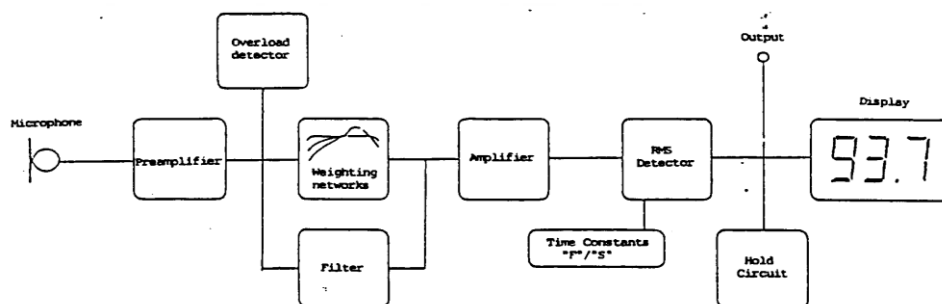 Overload
detector
Output
Microphone
Display
Preamplifier
Weighting
networks
Amplifier
RMS
Detector
93.7
Time Constants
"F"/"S"
Filter
Hold
Circuit